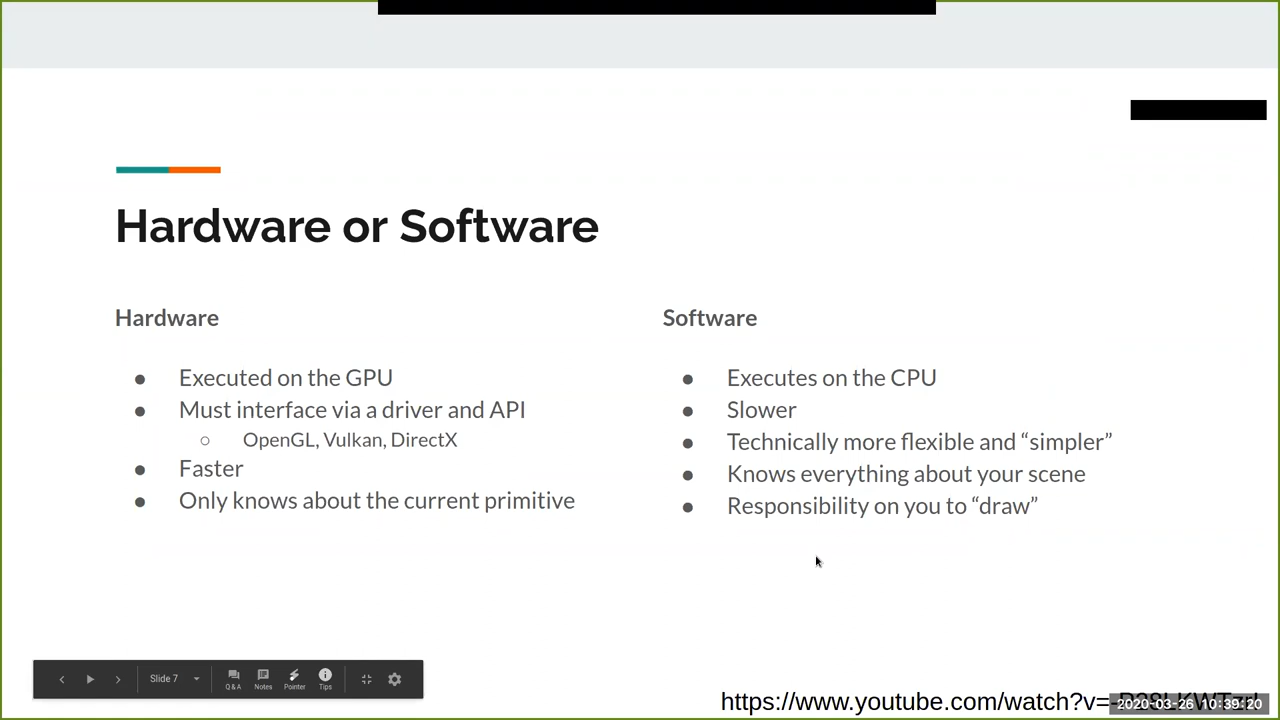 Hardware or Software
Hardware
● Executed on the GPU
● Must interface via a driver and API
○ OpenGL, Vulkan, DirectX
● Faster
● Only knows about the current primitive
Software
● Executes on the CPU
● Slower
● Technically more flexible and “simpler”
● Knows everything about your scene
● Responsibility on you to “draw”
Slide 7
Q & A Notes Pointer Tips
https://www.youtube.com/watch?v=
2020-03-26 10:39:20